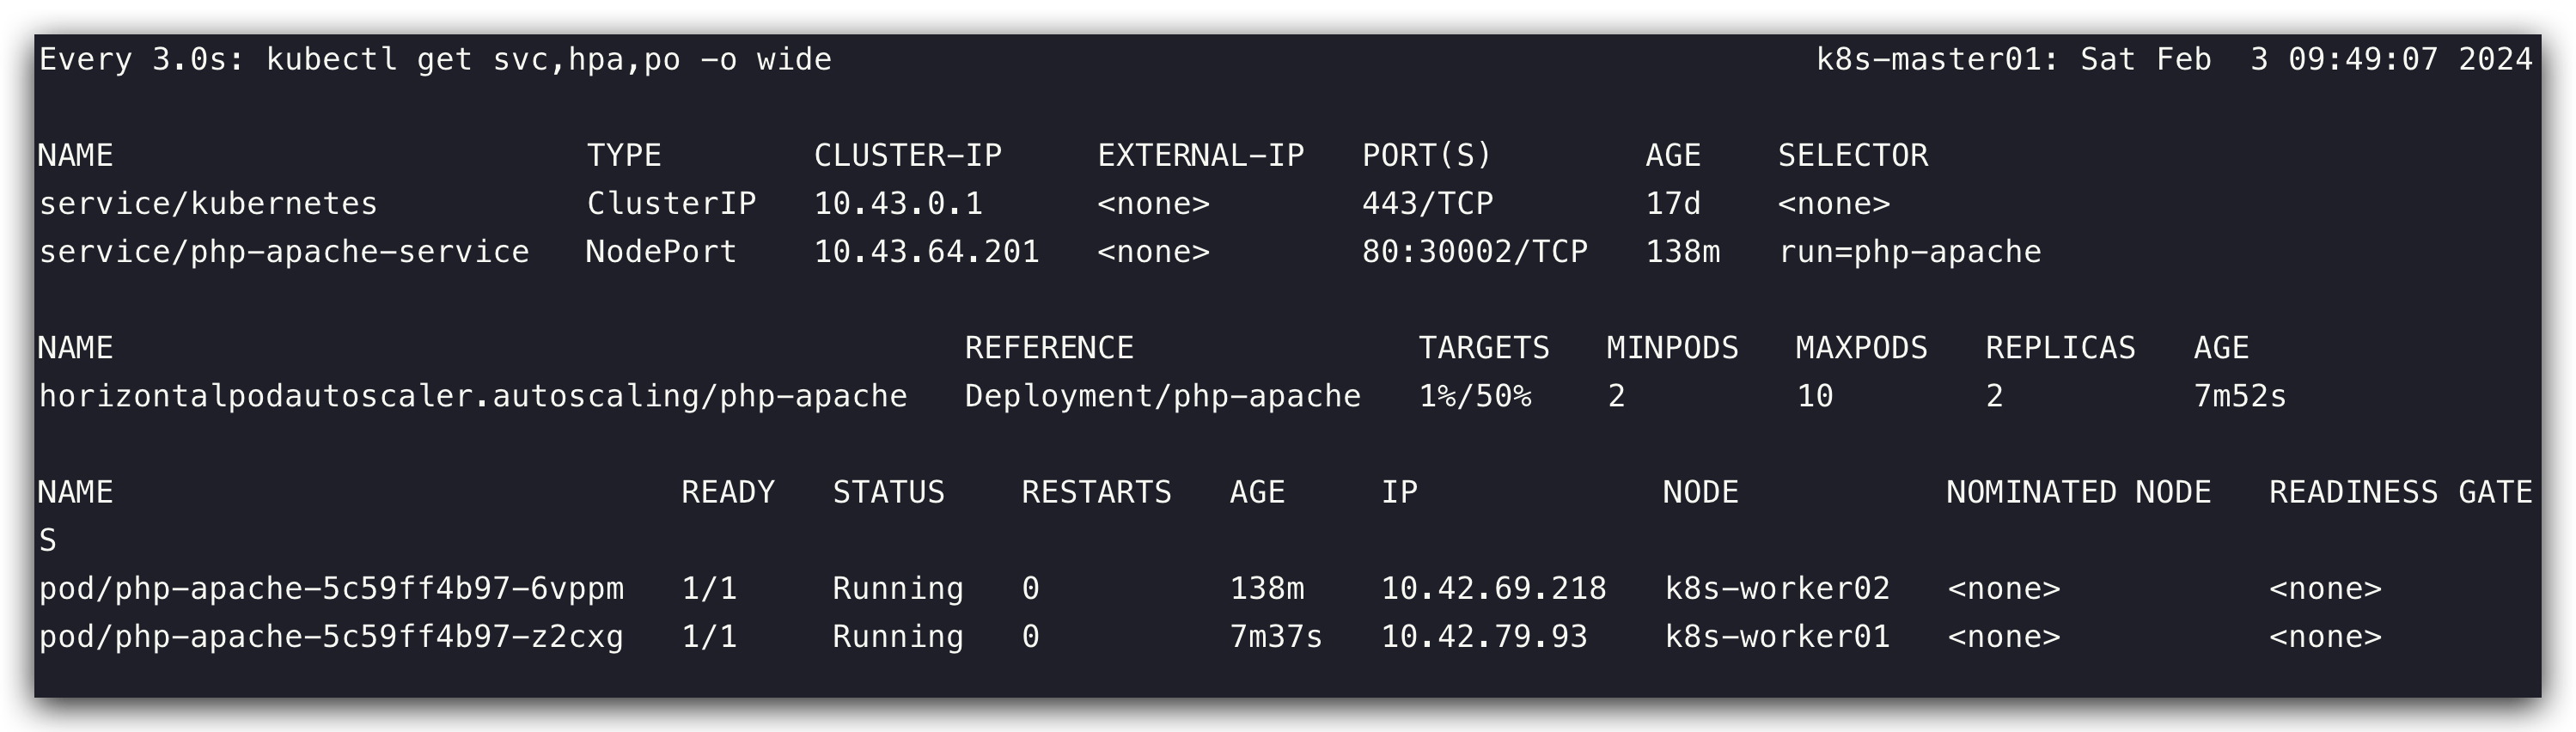 Every 3.0s: kubectl get svc,hpa,po -o wide                                                    k8s-master01: Sat Feb  3 09:49:07 2024
NAME                         TYPE        CLUSTER-IP     EXTERNAL-IP   PORT(S)        AGE    SELECTOR
service/kubernetes           ClusterIP   10.43.0.1      <none>        443/TCP        17d    <none>
service/php-apache-service   NodePort    10.43.64.201   <none>        80:30002/TCP   138m   run=php-apache
NAME                                             REFERENCE               TARGETS   MINPODS   MAXPODS   REPLICAS   AGE
horizontalpodautoscaler.autoscaling/php-apache   Deployment/php-apache   1%/50%    2         10        2          7m52s
NAME                              READY   STATUS    RESTARTS   AGE     IP             NODE           NOMINATED NODE   READINESS GATE
S
pod/php-apache-5c59ff4b97-6vppm   1/1     Running   0          138m    10.42.69.218   k8s-worker02   <none>           <none>
pod/php-apache-5c59ff4b97-z2cxg   1/1     Running   0          7m37s   10.42.79.93    k8s-worker01   <none>           <none>